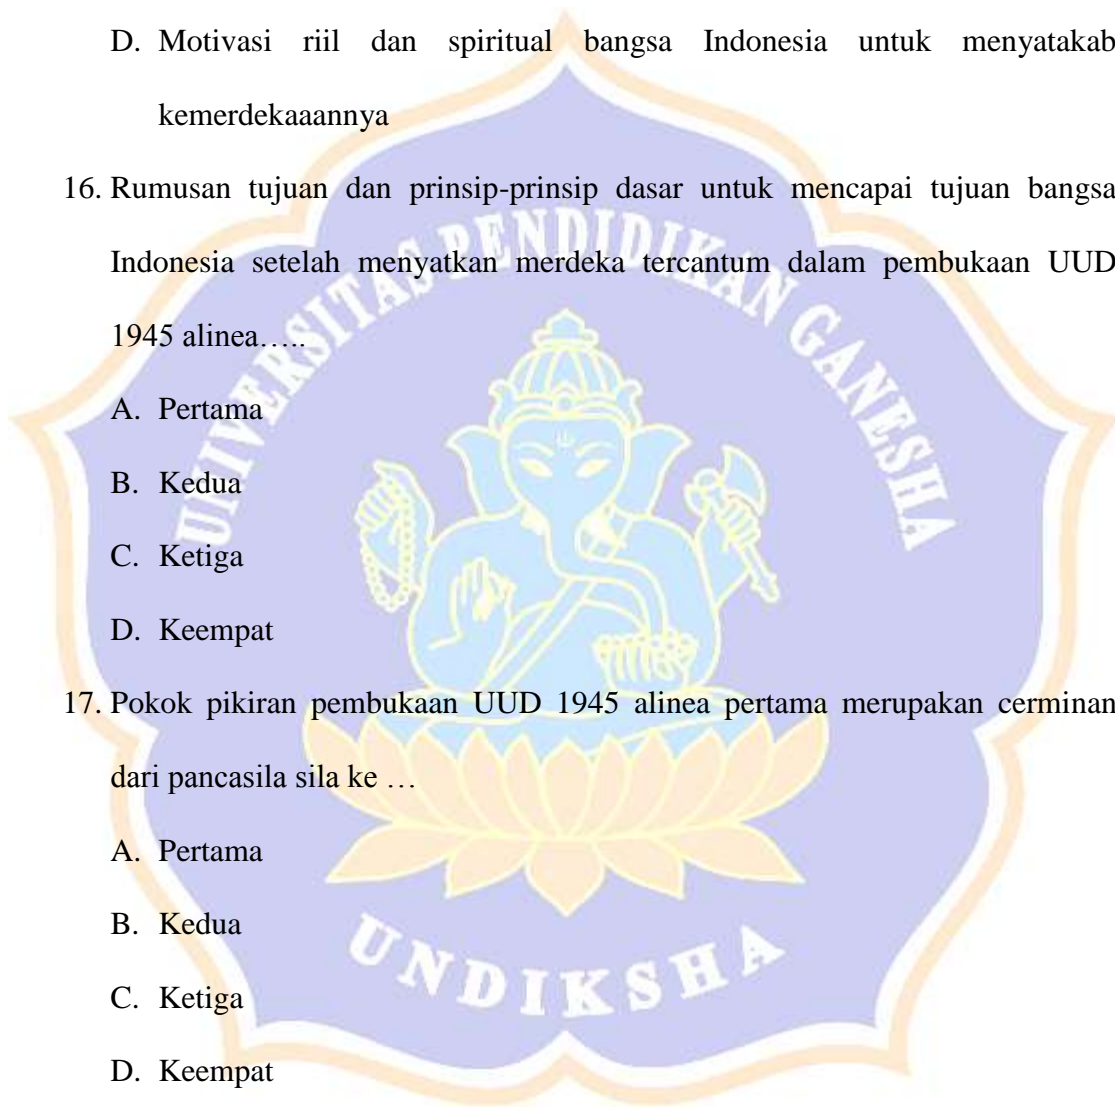 D. Motivasi riil dan spiritual bangsa Indonesia untuk menyatakab
kemerdekaaannya
16. Rumusan tujuan dan prinsip-prinsip dasar untuk mencapai tujuan bangsa
Indonesia setelah menyatkan merdeka tercantum dalam pembukaan UUD
1945 alinea…..
A. Pertama
B. Kedua
C. Ketiga
D. Keempat
17. Pokok pikiran pembukaan UUD 1945 alinea pertama merupakan cerminan
dari pancasila sila ke …
A. Pertama
B. Kedua
C. Ketiga
D. Keempat
UNIVERSITAS PENDIDIKAN GANESHA
UNDIKSHA